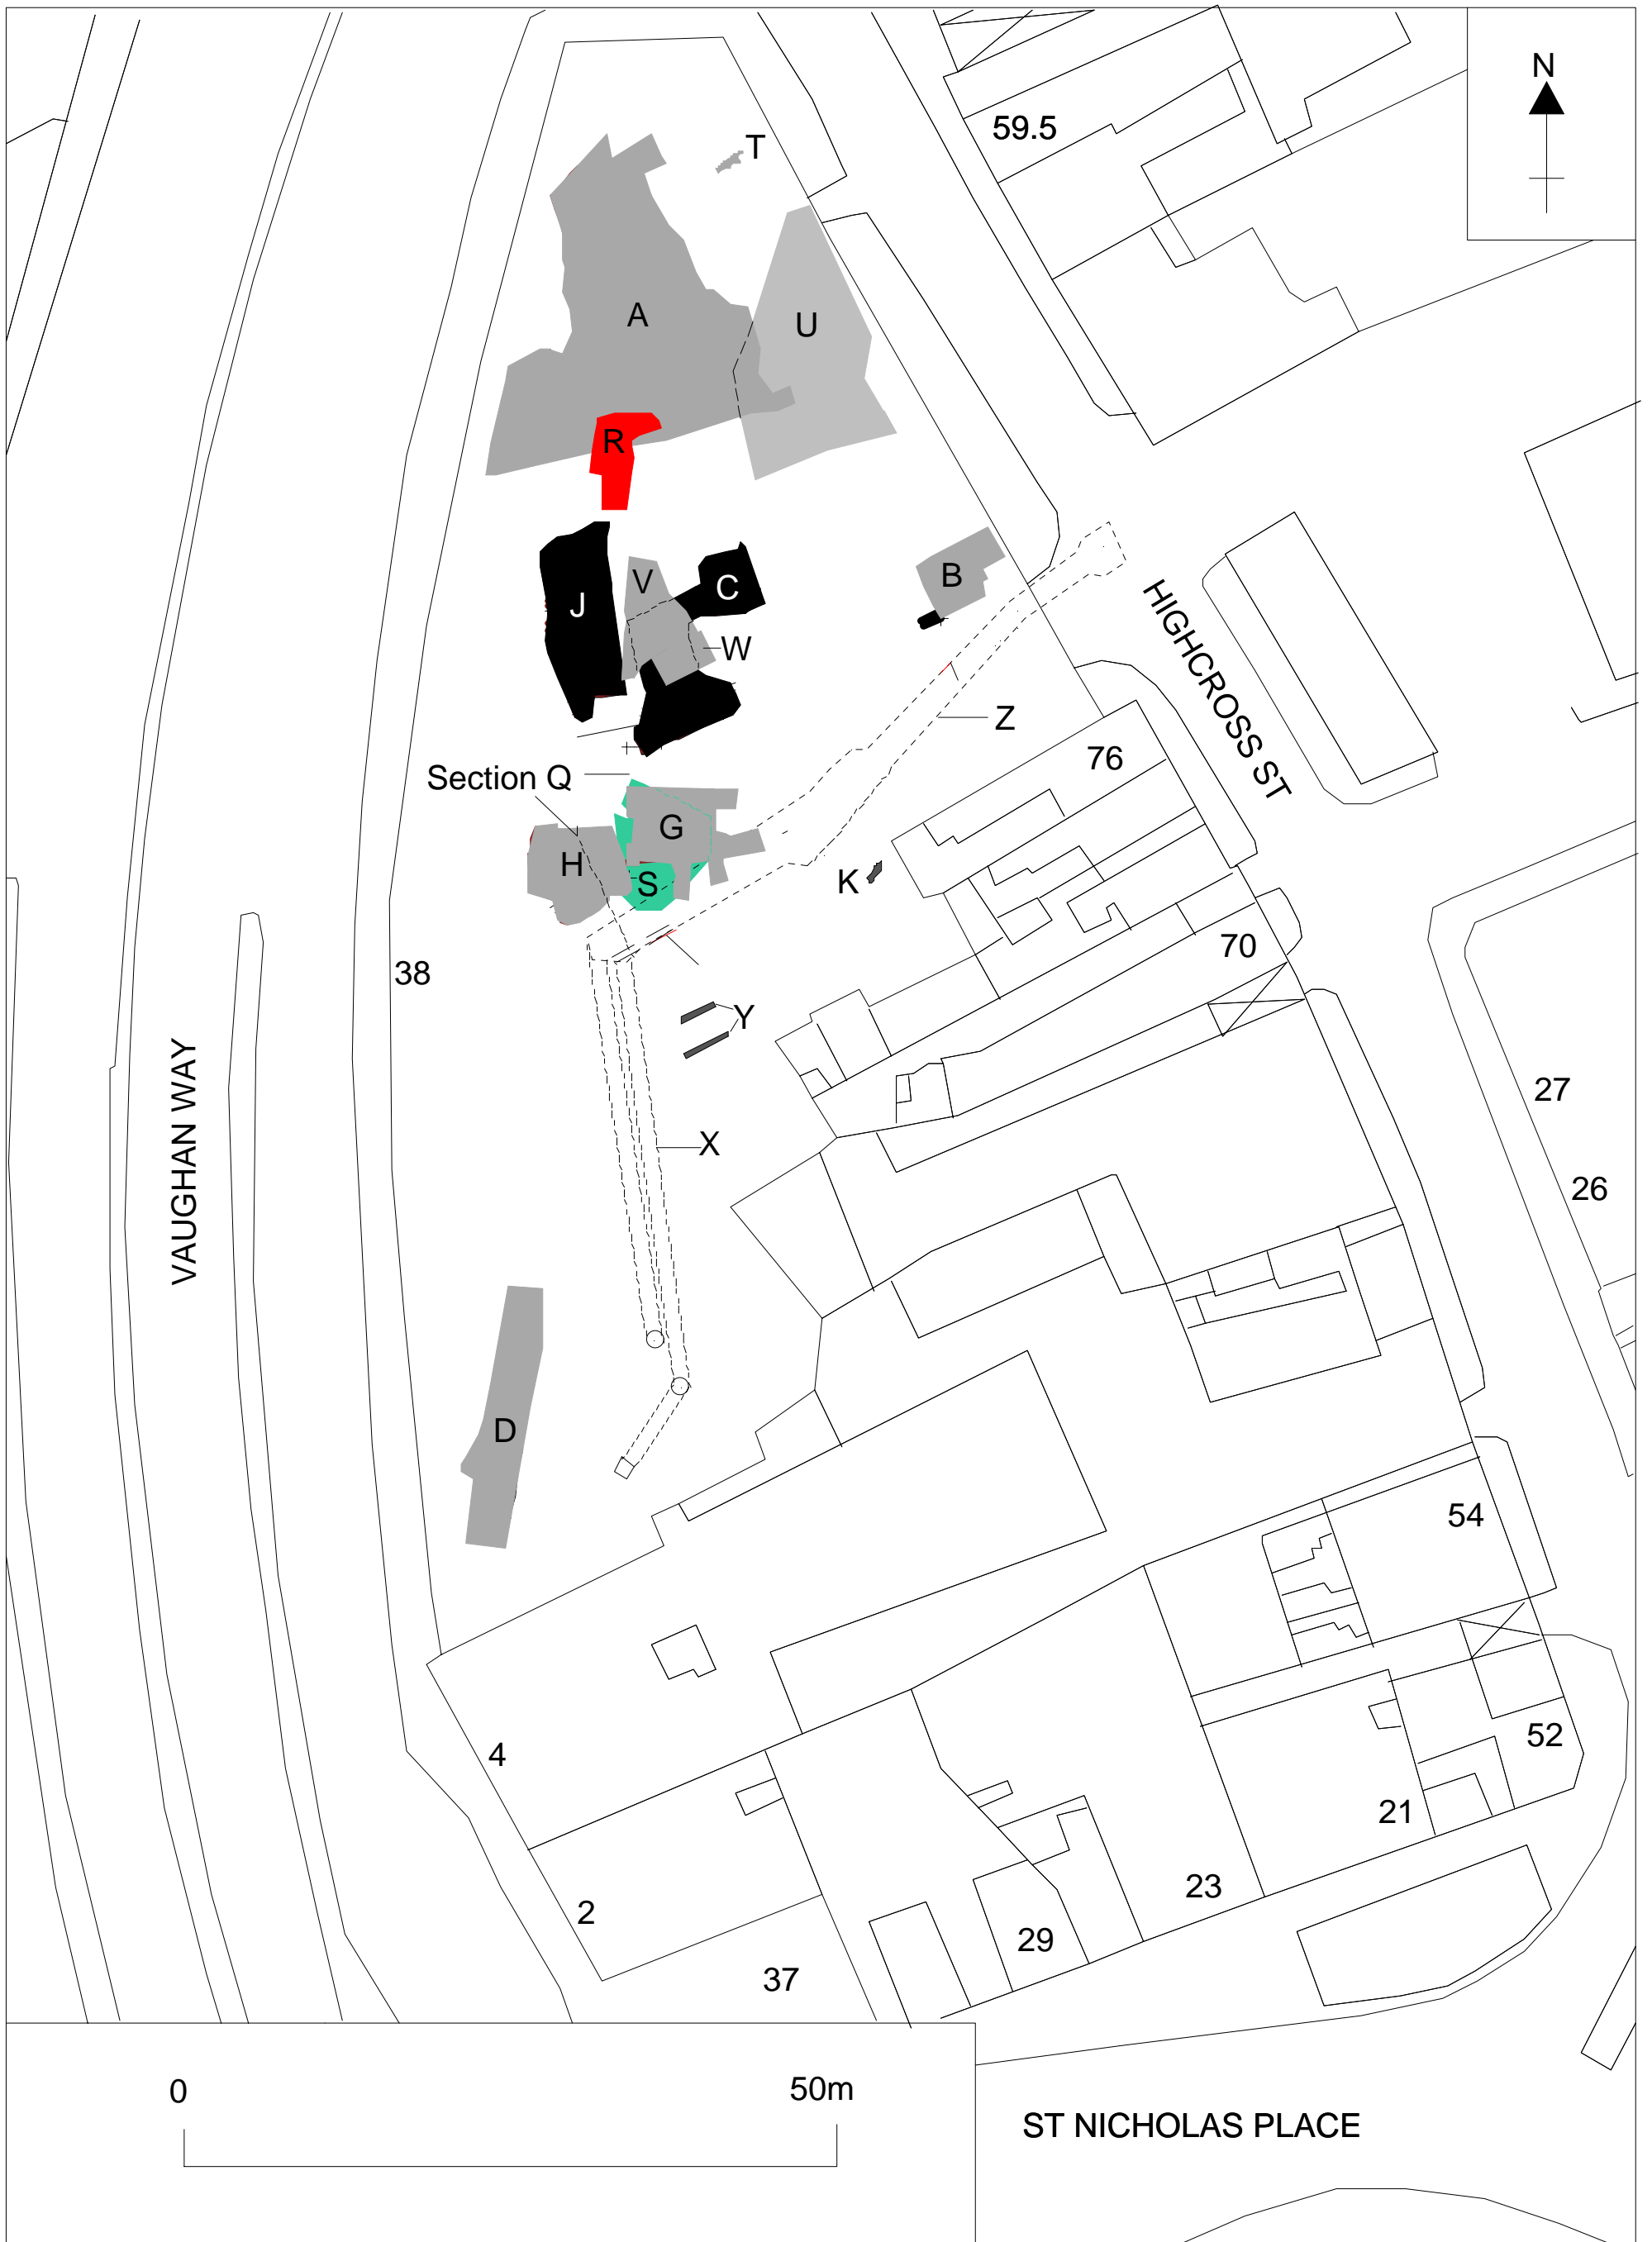 N
59.5
T
A
U
R
V
C
B
J
W
HIGHCROSS ST
Z
76
Section Q
G
H
S
K
70
38
Y
27
VAUGHAN WAY
X
26
D
54
52
4
21
23
2
29
37
0
50m
ST NICHOLAS PLACE